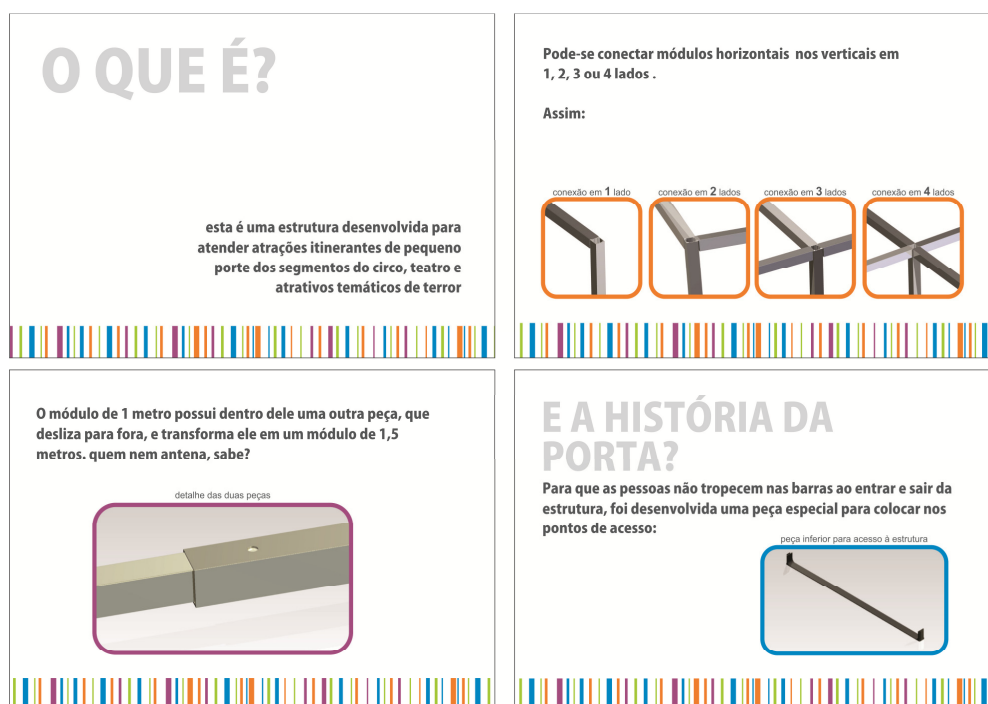 O QUE É?
esta é uma estrutura desenvolvida para
atender atrações itinerantes de pequeno
porte dos segmentos do circo, teatro e
atrativos temáticos de terror
Pode-se conectar módulos horizontais nos verticais em
1, 2, 3 ou 4 lados .
Assim:
conexão em 1 lado
conexão em 2 lados
conexão em 3 lados
conexão em 4 lados
O módulo de 1 metro possui dentro dele uma outra peça, que
desliza para fora, e transforma ele em um módulo de 1,5
metros. quem nem antena, sabe?
detalhe das duas peças
E A HISTÓRIA DA
PORTA?
Para que as pessoas não tropecem nas barras ao entrar e sair da
estrutura, foi desenvolvida uma peça especial para colocar nos
pontos de acesso:
peça inferior para acesso á estrutura